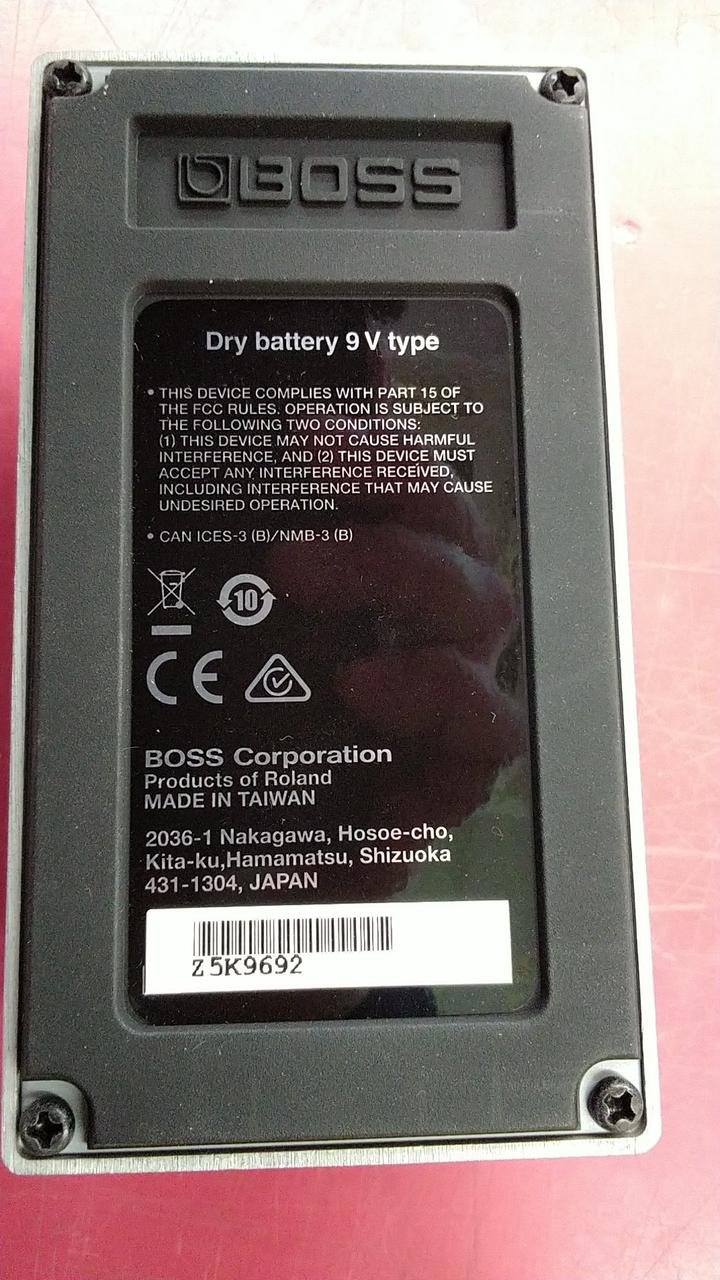 BOSS
Dry battery 9 V type
• THIS DEVICE COMPLIES WITH PART 15 OF
THE FCC RULES. OPERATION IS SUBJECT TO
THE FOLLOWING TWO CONDITIONS:
(1) THIS DEVICE MAY NOT CAUSE HARMFUL
INTERFERENCE, AND (2) THIS DEVICE MUST
ACCEPT ANY INTERFERENCE RECEIVED,
INCLUDING INTERFERENCE THAT MAY CAUSE
UNDESIRED OPERATION.
• CAN ICES-3 (B)/NMB-3 (B)
10
CE
BOSS Corporation
Products of Roland
MADE IN TAIWAN
2036-1 Nakagawa, Hosoe-cho,
Kita-ku,Hamamatsu, Shizuoka
431-1304, JAPAN
Z5K9692